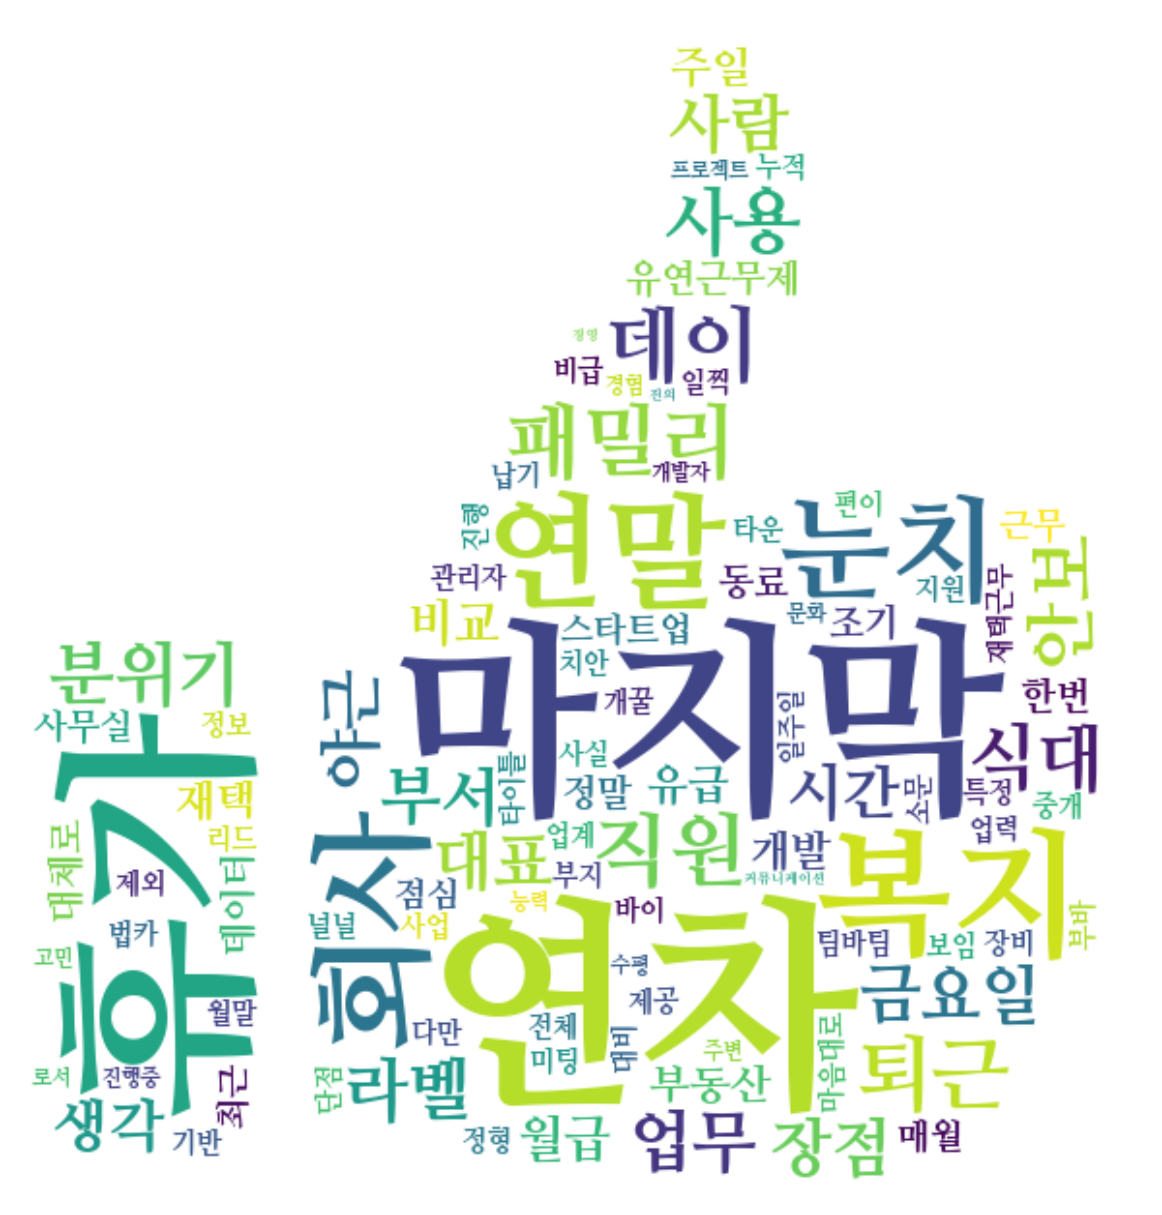 주일
사람
프로젝트 누적
사용
유연근무제
경영
데이
비급
경험
일찍
전의
패밀리
납기
개발자
연말
진행
타운
편이
눈치
근무
관리자
동료
지원
재택근무
안보
비교
스타트업
문화
조기
치안
마지막
개꿀
일주일
한번
분위기
사무실
정보
휴가
야근
부서
타이틀
사실
정말
유급
시간
소문
식대
특정
중개
재택
리드
대체로
제외
데이터
법카
고민
월말
로서
진행중
최근
생각
기반
회사
대표
업계
직원
개발
업력
복지
점심
부지
커뮤니케이션
널널
사업
능력
바이
팀바팀
보임
장비
부바
연차
수평
제공
금요일
다만
전체
미팅
대비
주변
마음대로
퇴근
단점
라벨
부동산
정형
월급
업무
장점
매월